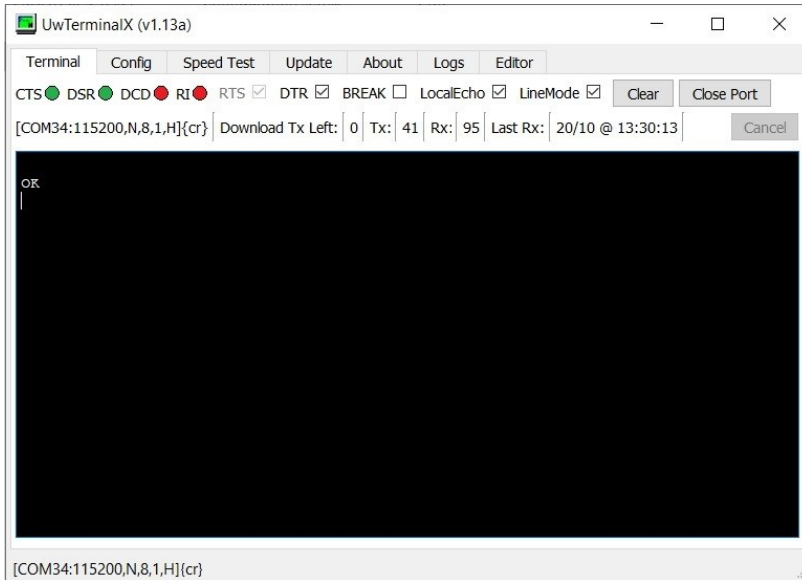 UwTerminalX (v1.13a)
Terminal Config Speed Test Update About Logs Editor
CTS DSR DCD RI RTS DTR BREAK LocalEcho LineMode Clear Close Port
[COM34:115200,N,8,1,H]{cr} Download Tx Left: 0 Tx: 41 Rx: 95 Last Rx: 20/10 @ 13:30:13 Cancel
OK
[COM34:115200,N,8,1,H]{cr}